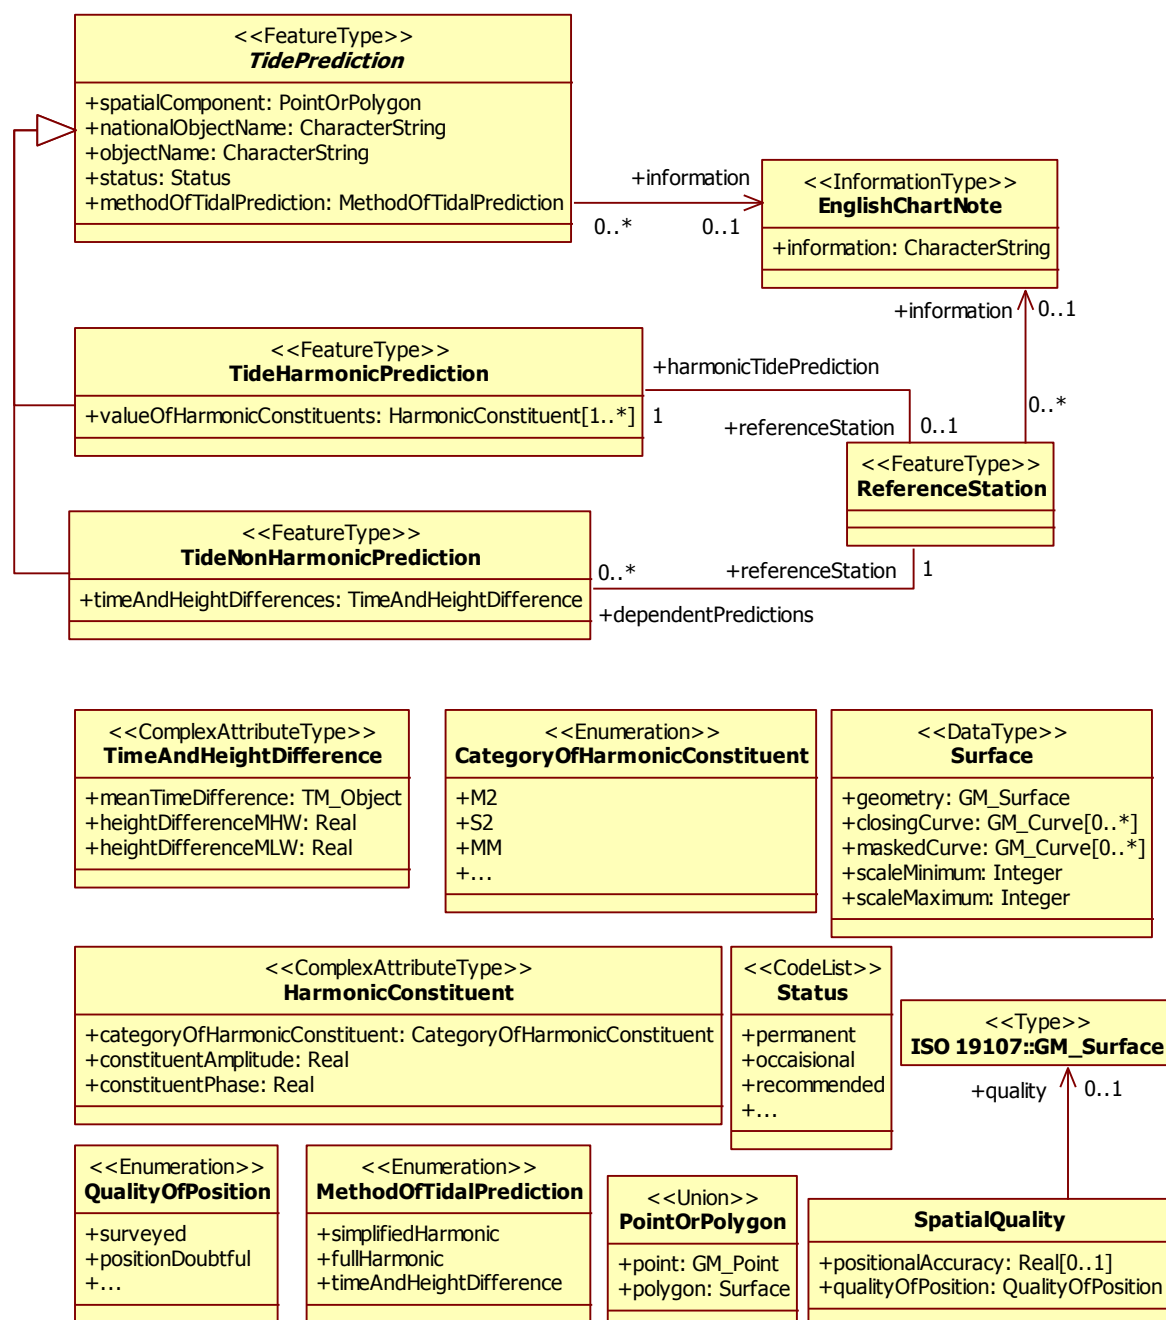 <<FeatureType>>
TidePrediction
+spatialComponent: PointOrPolygon
+nationalObjectName: CharacterString
+objectName: CharacterString
+status: Status
+methodOfTidalPrediction: MethodOfTidalPrediction
+information
0..*
0..1
<<InformationType>>
EnglishChartNote
+information: CharacterString
+information
0..1
0..*
<<FeatureType>>
TideHarmonicPrediction
+valueOfHarmonicConstituents: HarmonicConstituent[1..*]
+harmonicTidePrediction
1
+referenceStation
0..1
<<FeatureType>>
ReferenceStation
<<FeatureType>>
TideNonHarmonicPrediction
+timeAndHeightDifferences: TimeAndHeightDifference
0..*
+dependentPredictions
+referenceStation
1
<<ComplexAttributeType>>
TimeAndHeightDifference
+meanTimeDifference: TM_Object
+heightDifferenceMHW: Real
+heightDifferenceMLW: Real
<<Enumeration>>
CategoryOfHarmonicConstituent
+M2
+S2
+MM
+...
<<DataType>>
Surface
+geometry: GM_Surface
+closingCurve: GM_Curve[0..*]
+maskedCurve: GM_Curve[0..*]
+scaleMinimum: Integer
+scaleMaximum: Integer
<<ComplexAttributeType>>
HarmonicConstituent
+categoryOfHarmonicConstituent: CategoryOfHarmonicConstituent
+constituentAmplitude: Real
+constituentPhase: Real
<<CodeList>>
Status
+permanent
+occaisional
+recommended
+...
<<Type>>
ISO 19107::GM_Surface
+quality
0..1
<<Enumeration>>
QualityOfPosition
+surveyed
+positionDoubtful
+...
<<Enumeration>>
MethodOfTidalPrediction
+simplifiedHarmonic
+fullHarmonic
+timeAndHeightDifference
<<Union>>
PointOrPolygon
+point: GM_Point
+polygon: Surface
SpatialQuality
+positionalAccuracy: Real[0..1]
+qualityOfPosition: QualityOfPosition